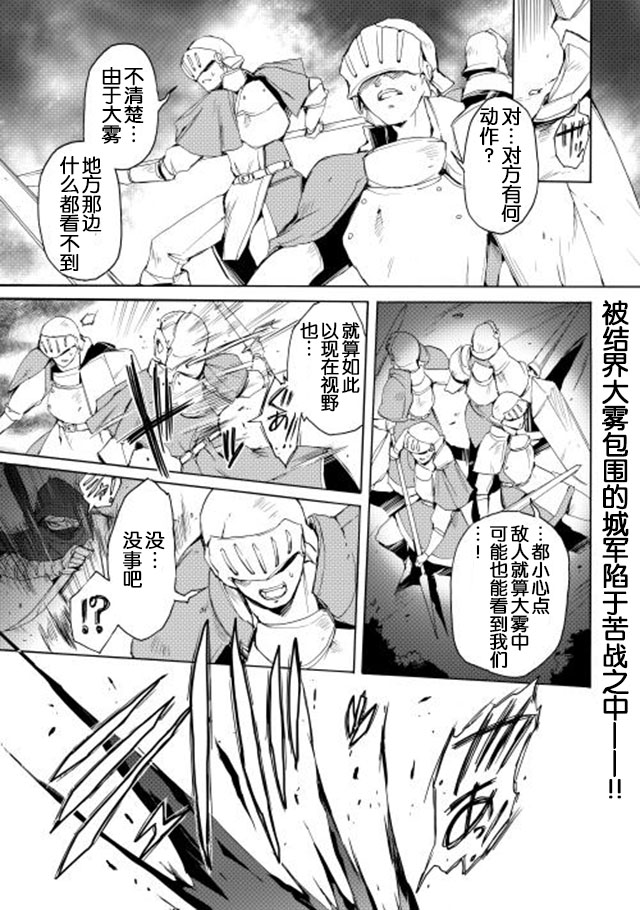 对…对方有何
动作？
不清楚…
由于大雾
地方那边
什么都看不到
被结界大雾包围的城军陷于苦战之中——!!
…都小心点
敌人就算大雾中
可能也能看到我们
…！
就算如此
以现在视野
也…
没…
没事吧
!?
であっ!